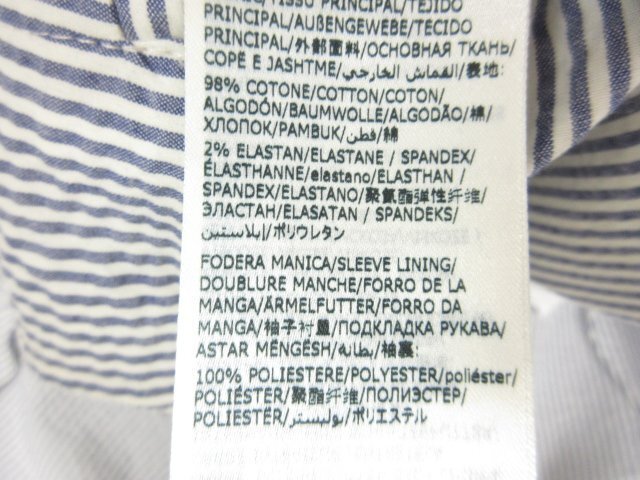 TISSU PRINCIPAL/TEJIDO
PRINCIPAL/AUßENGEWEBE/TECIDO
PRINCIPAL/外部面料/ОСНОВНАЯ ТКАНЬ/
COPË E JASHTME/القماش الخارجي/表地:
98% COTONE/COTTON/COTON/
ALGODÓN/BAUMWOLLE/ALGODÃO/棉/
ХЛОПОК/PAMBUK/قطن/綿
2% ELASTAN/ELASTANE / SPANDEX/
ÉLASTHANNE/elastano/ELASTHAN /
SPANDEX/ELASTANO/聚氨酯弹性纤维/
ЭЛАСТАН/ELASATAN / SPANDEKS/
إيلاستين/ポリウレタン
FODERA MANICA/SLEEVE LINING/
DOUBLURE MANCHE/FORRO DE LA
MANGA/ÄRMELFUTTER/FORRO DA
MANGA/袖子衬里/ПОДКЛАДКА РУКАВА/
ASTAR MËNGËSH/بطانة/袖裏:
100% POLIESTERE/POLYESTER/poliéster/
POLIÉSTER/聚酯纤维/ПОЛИЭСТЕР/
POLIESTËR/بوليستر/ポリエステル